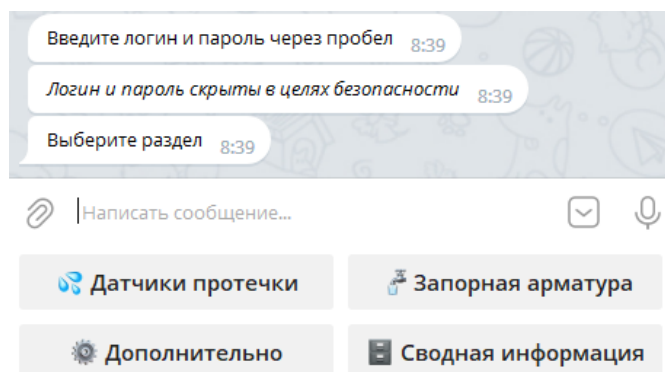 Введите логин и пароль через пробел 8:39
Логин и пароль скрыты в целях безопасности 8:39
Выберите раздел 8:39
Написать сообщение...
Датчики протечки
Запорная арматура
Дополнительно
Сводная информация